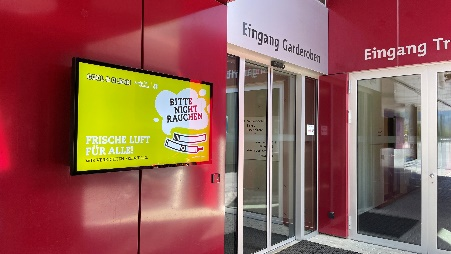 BITTE
NICHT
RAUCHEN
FRISCHE LUFT
FÜR ALLE!
Eingang Garderoben
Eingang Tr